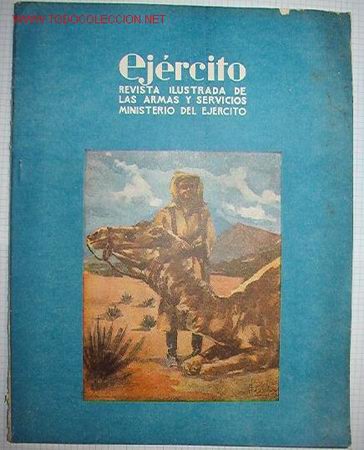 WWW.TODOCOLECCION.NET
ejército
REVISTA ILUSTRADA DE
LAS ARMAS Y SERVICIOS
MINISTERIO DEL EJERCITO